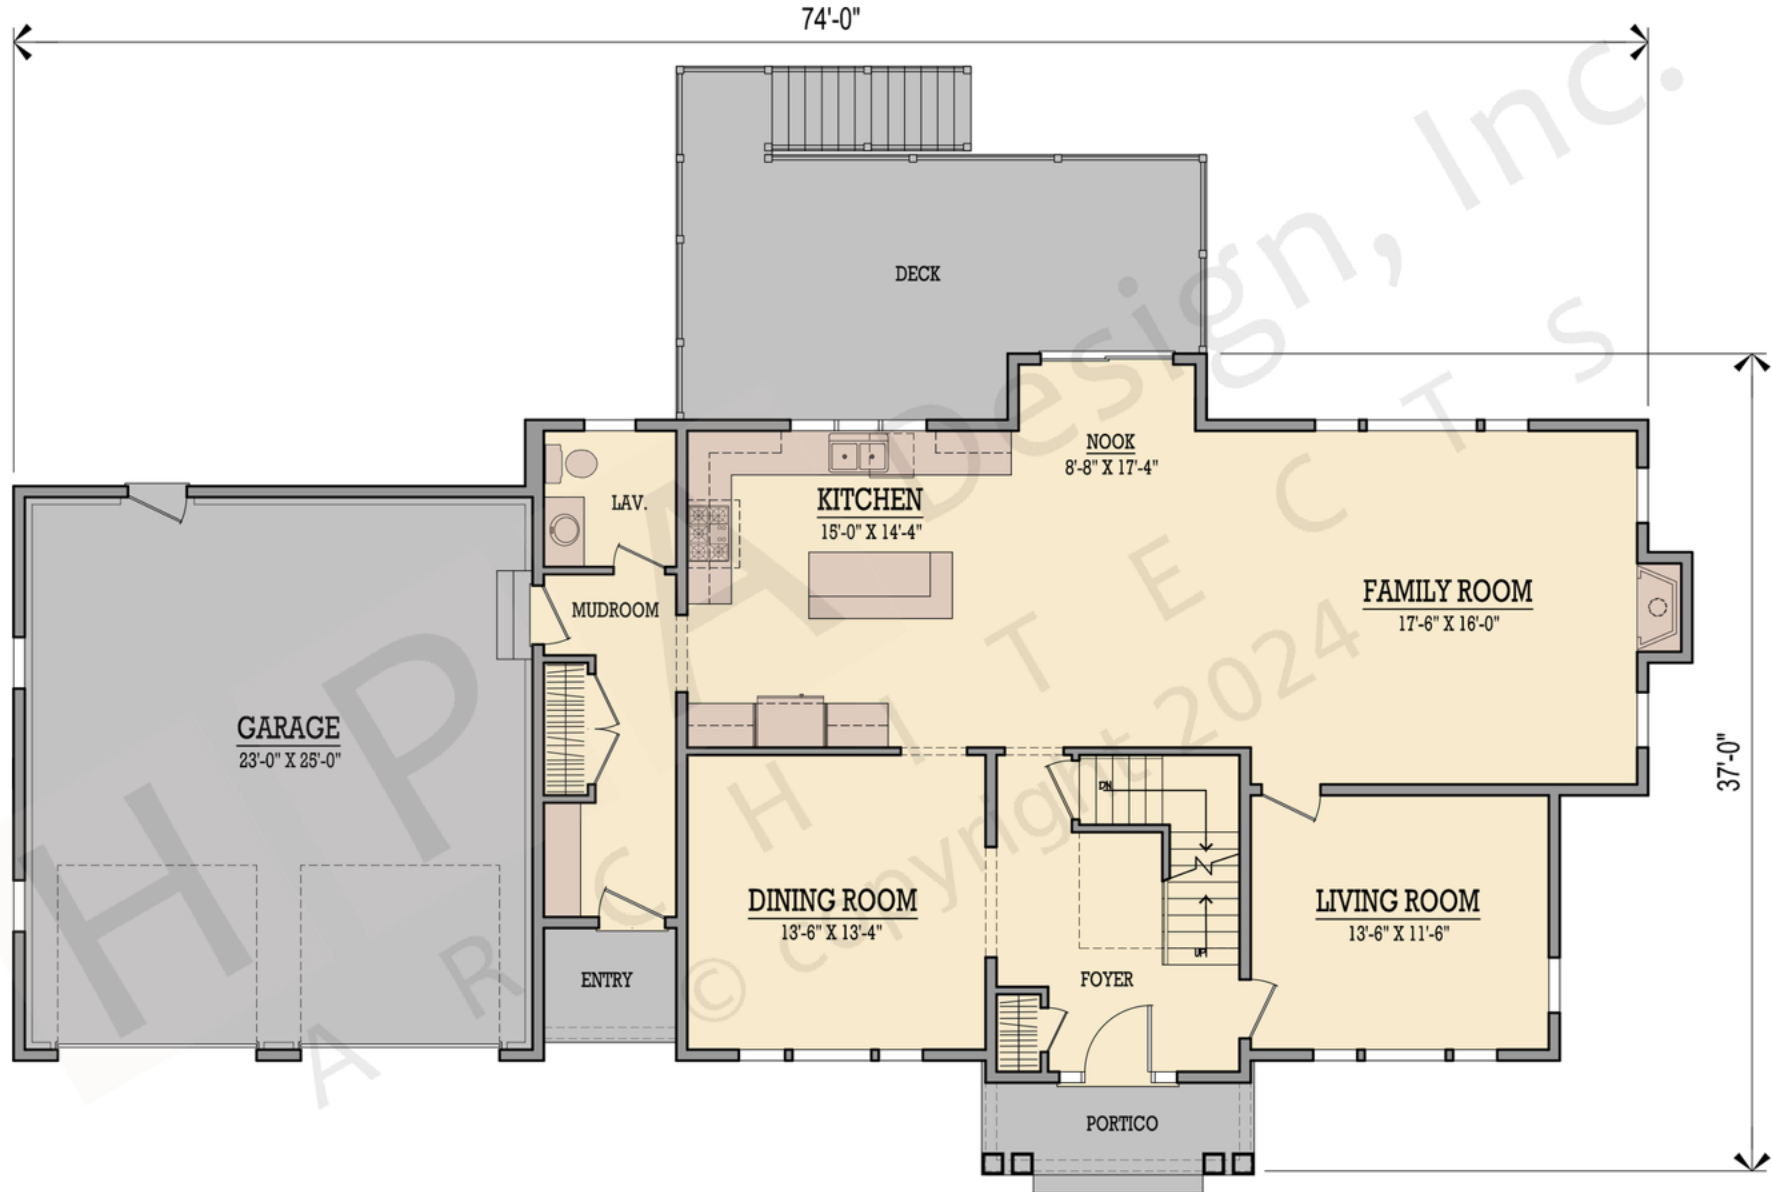 74'-0"
DECK
NOOK
8'-8" X 17'-4"
KITCHEN
15'-0" X 14'-4"
LAV.
MUDROOM
FAMILY ROOM
17'-6" X 16'-0"
GARAGE
23'-0" X 25'-0"
37'-0"
DN
DINING ROOM
13'-6" X 13'-4"
LIVING ROOM
13'-6" X 11'-6"
UP
ENTRY
FOYER
PORTICO
HPA Design, Inc.
ARCHITECTS
© copyright 2024